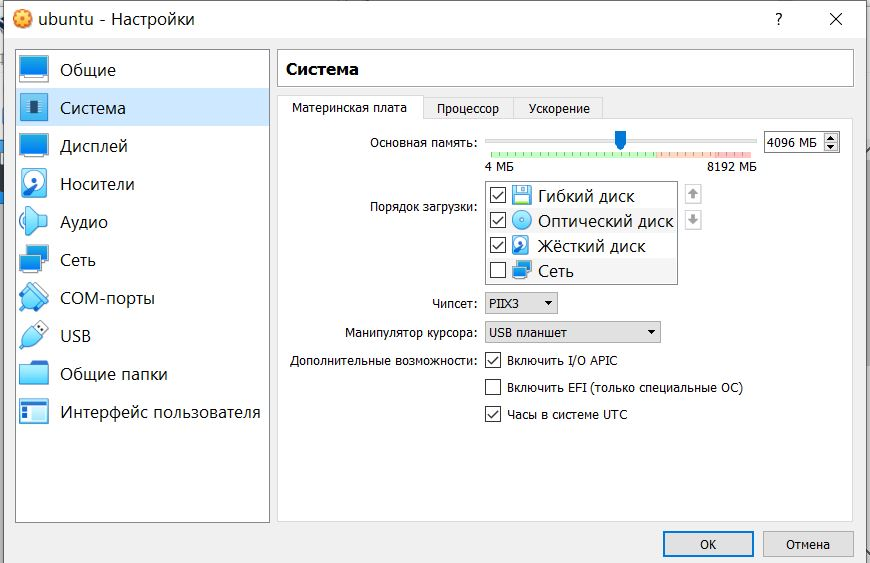 ubuntu - Настройки
?
Общие
Система
Дисплей
Носители
Аудио
Сеть
COM-порты
USB
Общие папки
Интерфейс пользователя
Система
Материнская плата Процессор Ускорение
Основная память: 4096 МБ
4 МБ 8192 МБ
Порядок загрузки:
Гибкий диск
Оптический диск
Жёсткий диск
Сеть
Чипсет: PIIX3
Манипулятор курсора: USB планшет
Дополнительные возможности: Включить I/O APIC
Включить EFI (только специальные ОС)
Часы в системе UTC
OK Отмена